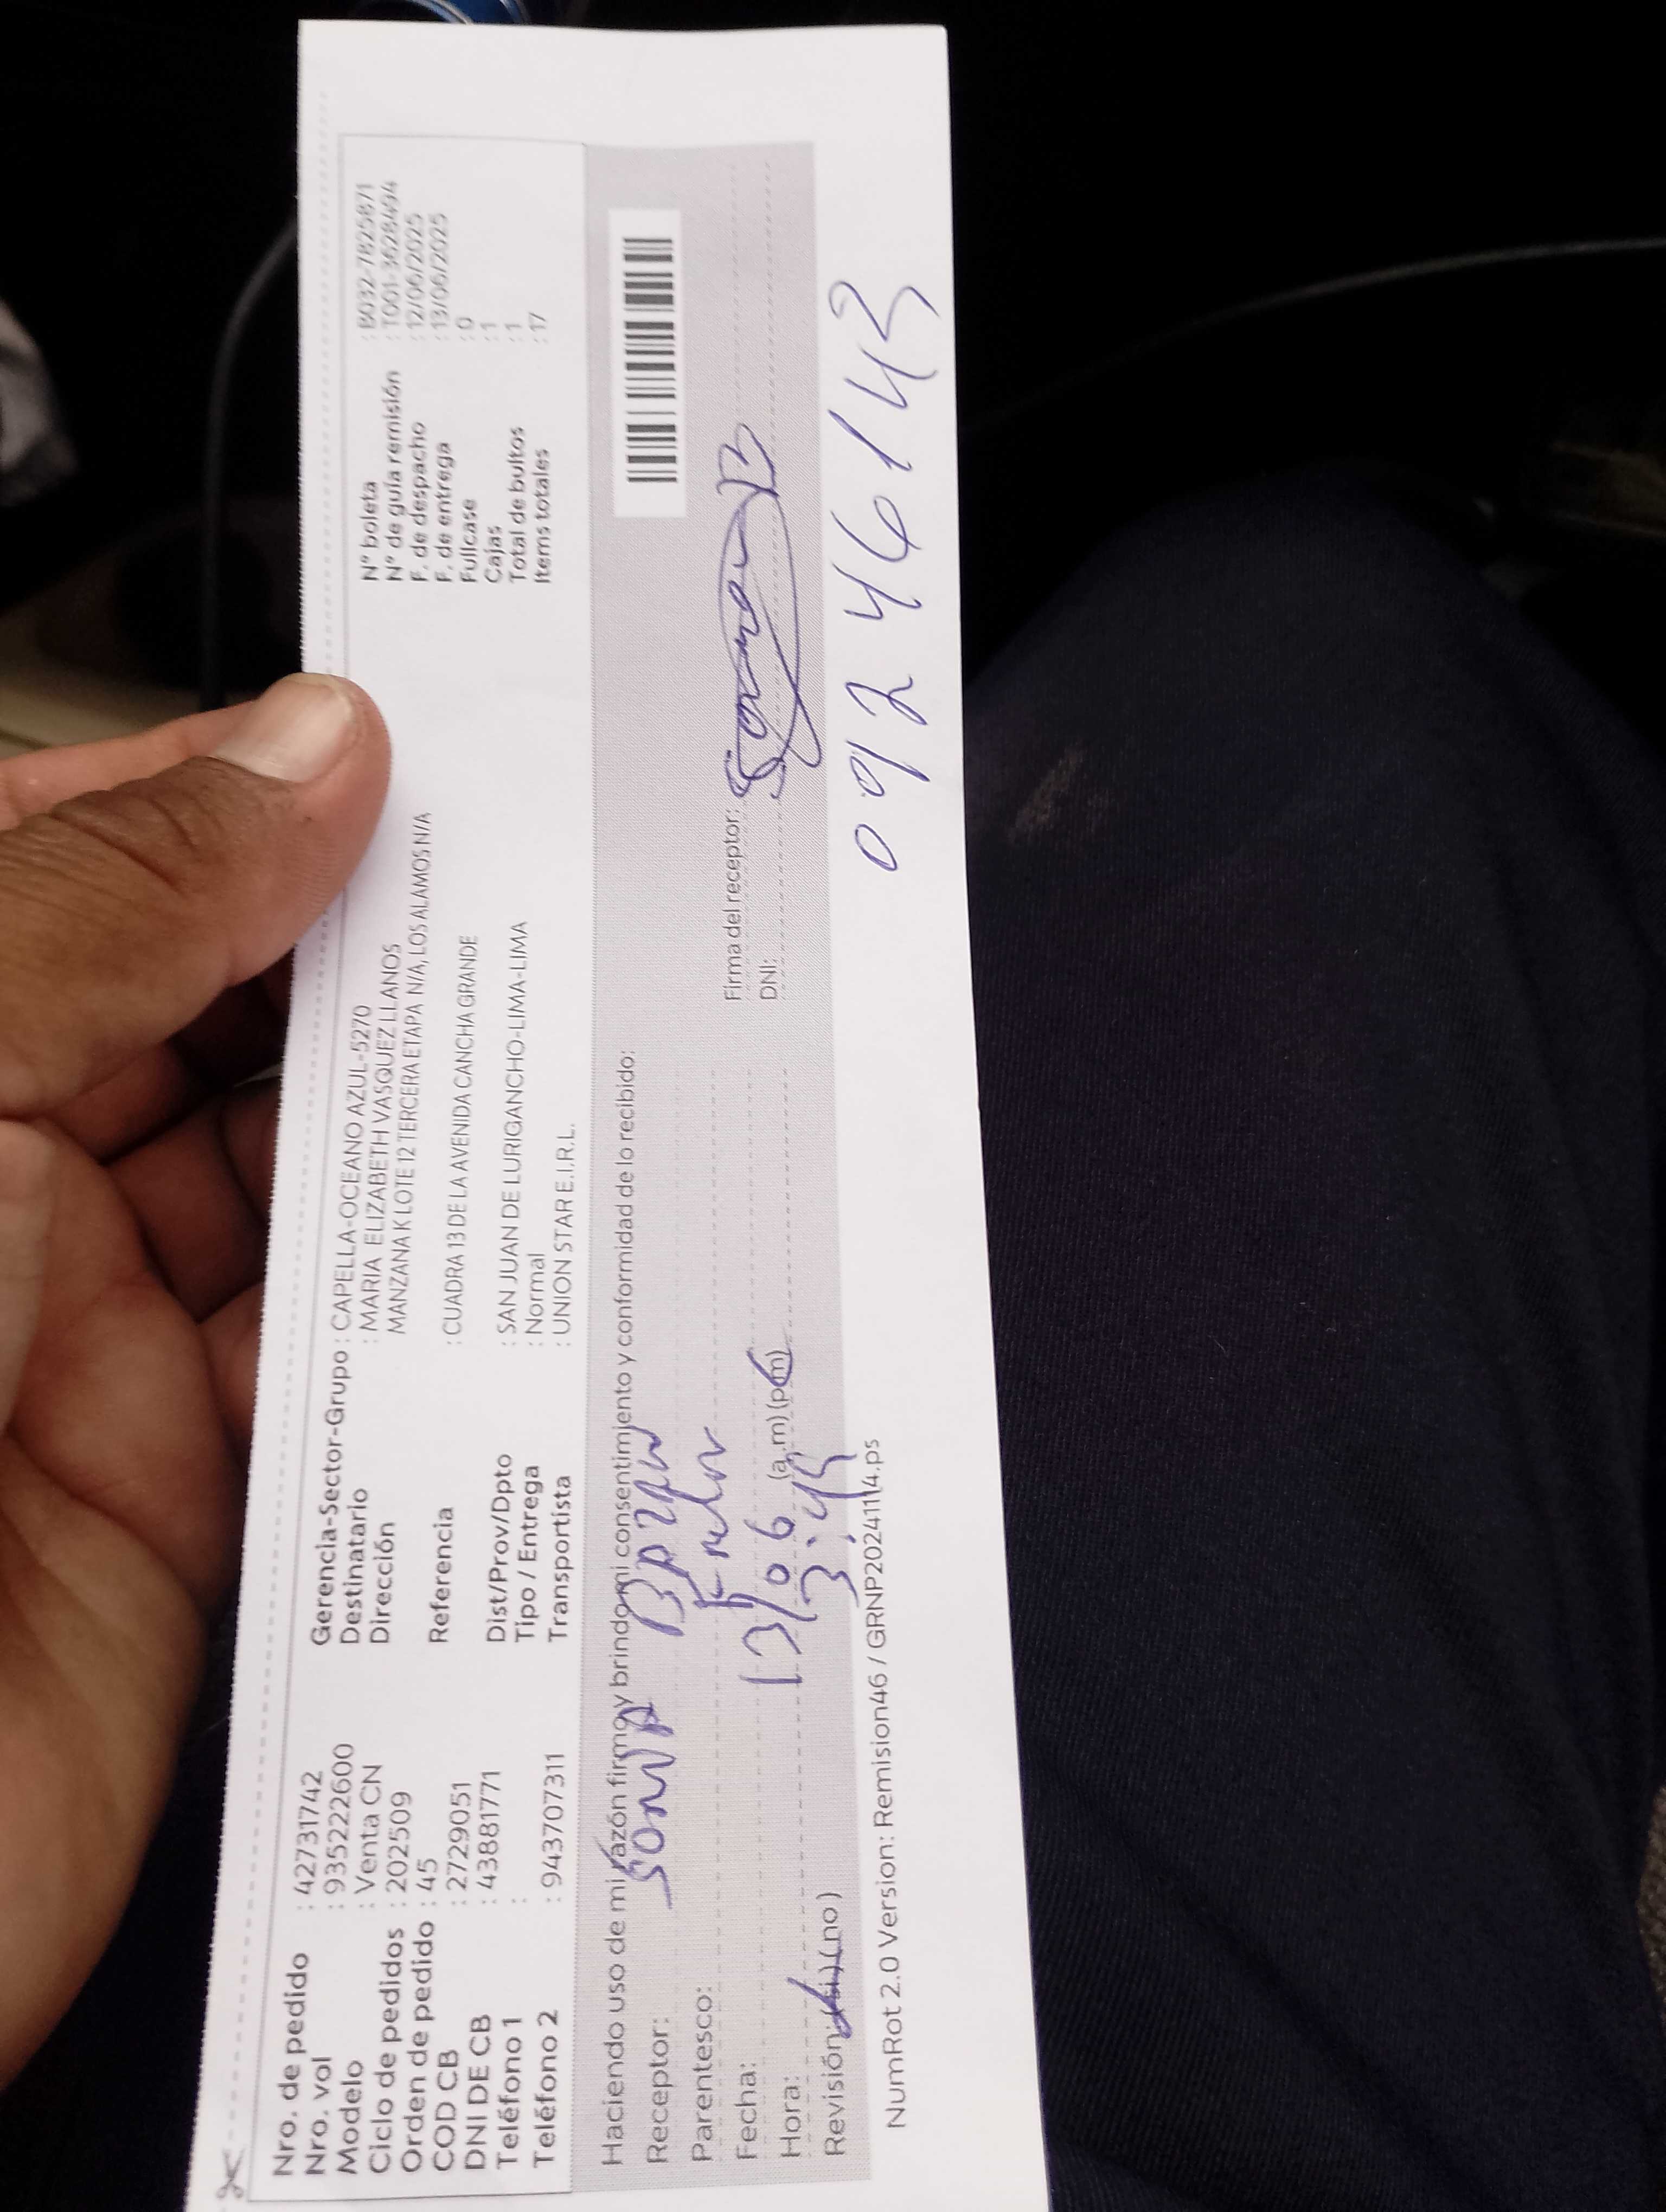 Nro. de pedido : 42731742
Nro. vol : 935222600
Modelo : Venta CN
Ciclo de pedidos : 202509
Orden de pedido : 45
COD CB : 2729051
DNI DE CB : 43881771
Teléfono 1 :
Teléfono 2 : 943707311
Gerencia-Sector-Grupo : CAPELLA-OCEANO AZUL-5270
Destinatario : MARIA ELIZABETH VASQUEZ LLANOS
Dirección MANZANA K LOTE 12 TERCERA ETAPA N/A, LOS ALAMOS N/A
Referencia : CUADRA 13 DE LA AVENIDA CANCHA GRANDE
Dist/Prov/Dpto : SAN JUAN DE LURIGANCHO-LIMA-LIMA
Tipo / Entrega : Normal
Transportista : UNION STAR E.I.R.L.
N° boleta : B032-7825871
N° de guía remisión : T001-3628494
F. de despacho : 12/06/2025
F. de entrega : 13/06/2025
Fullcase : 0
Cajas : 1
Total de bultos : 1
Items totales : 17
Haciendo uso de mi razón firmo y brindo mi consentimiento y conformidad de lo recibido:
Receptor:
Parentesco:
Fecha: 13/06
Hora: 3:45 (a.m) (p.m)
Revisión: (si) (no)
Firma del receptor:
DNI: 09246143
NumRot 2.0 Version: Remision46 / GRNP20241114.ps